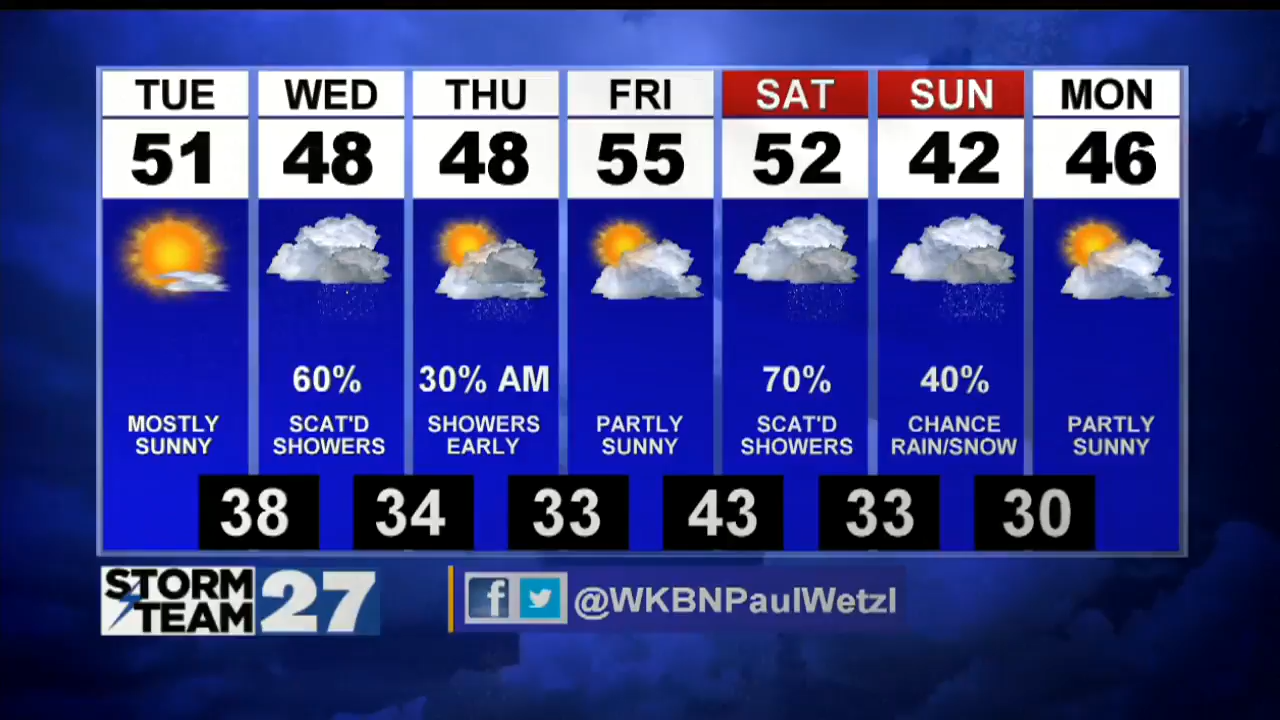 TUE WED THU FRI SAT SUN MON
51 48 48 55 52 42 46
60% 30% AM 70% 40%
MOSTLY SCAT'D SHOWERS PARTLY SCAT'D CHANCE PARTLY
SUNNY SHOWERS EARLY SUNNY SHOWERS RAIN/SNOW SUNNY
38 34 33 43 33 30
STORM
TEAM 27
f @WKBNPaulWetzl